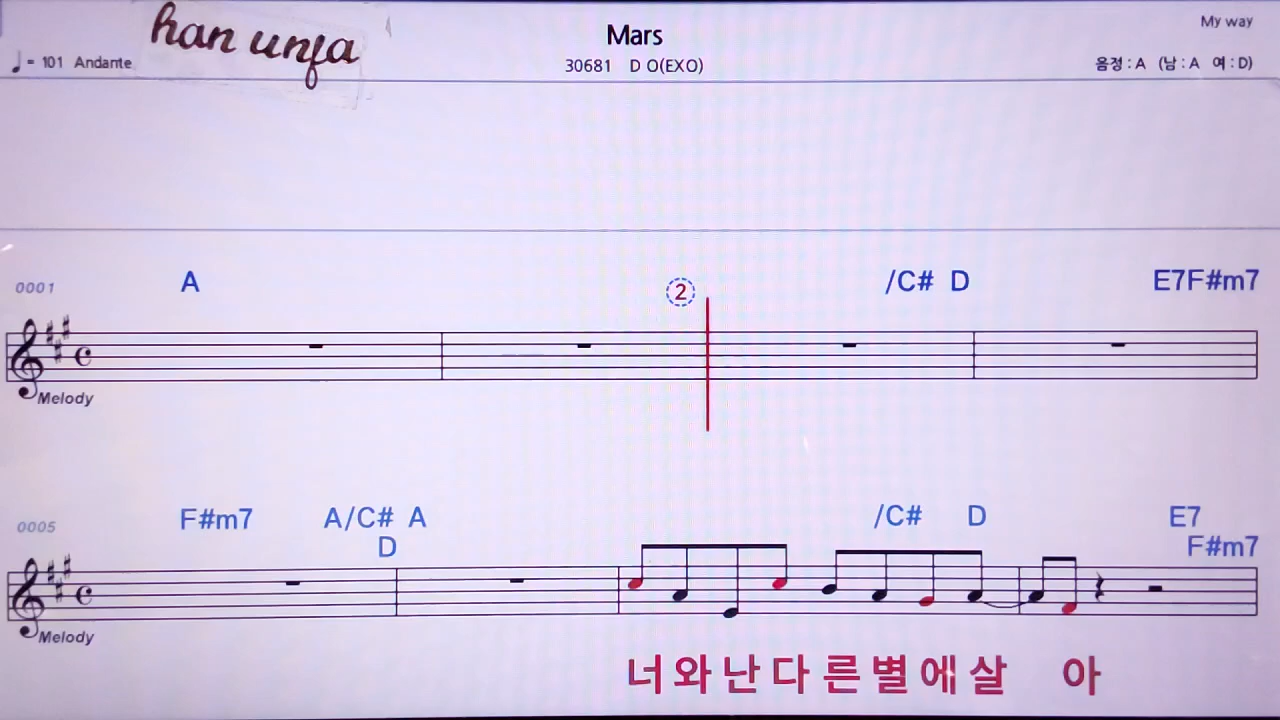 han unfa
Mars
My way
♩= 101 Andante
30681 D O(EXO)
음정 : A (남 : A 여 : D)
0001 A ② /C# D E7F#m7
Melody
0005 F#m7 A/C# A /C# D E7
D F#m7
Melody
너와난다른별에살 아